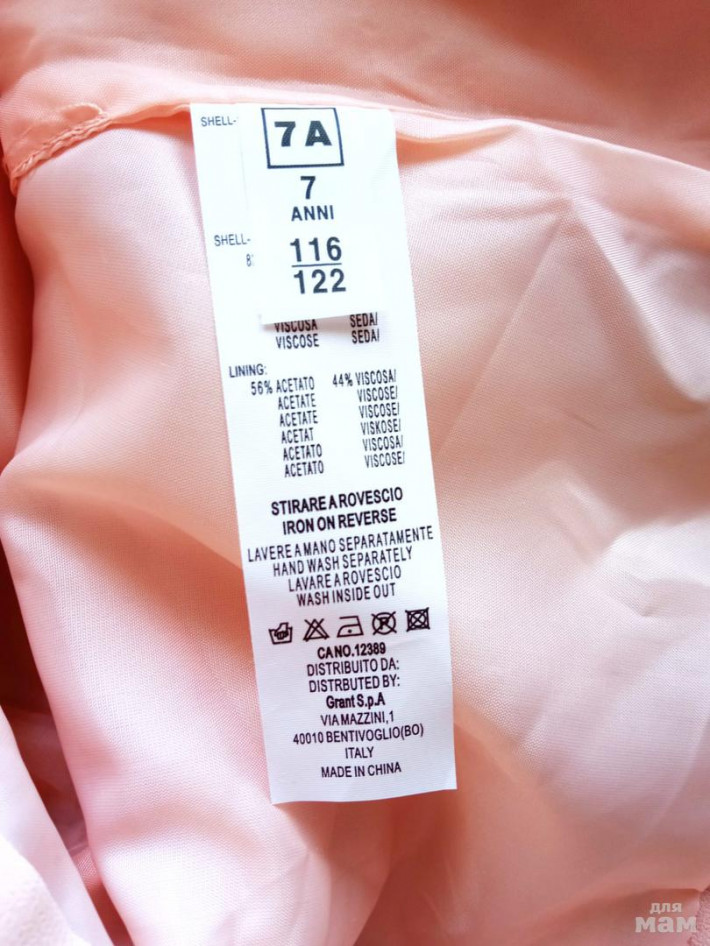 SHELL-
7A
7
ANNI
SHELL-
116
122
VISCOSA SEDA/
VISCOSE SEDA/
LINING:
56% ACETATO 44% VISCOSA/
ACETATE VISCOSE/
ACETATE VISCOSE/
ACETAT VISKOSE/
ACETATO VISCOSA/
ACETATO VISCOSE/
STIRARE A ROVESCIO
IRON ON REVERSE
LAVERE A MANO SEPARATAMENTE
HAND WASH SEPARATELY
LAVARE A ROVESCIO
WASH INSIDE OUT
CA NO.12389
DISTRIBUITO DA:
DISTRBUTED BY:
Grant S.p.A
VIA MAZZINI,1
40010 BENTIVOGLIO(BO)
ITALY
MADE IN CHINA
для
мам